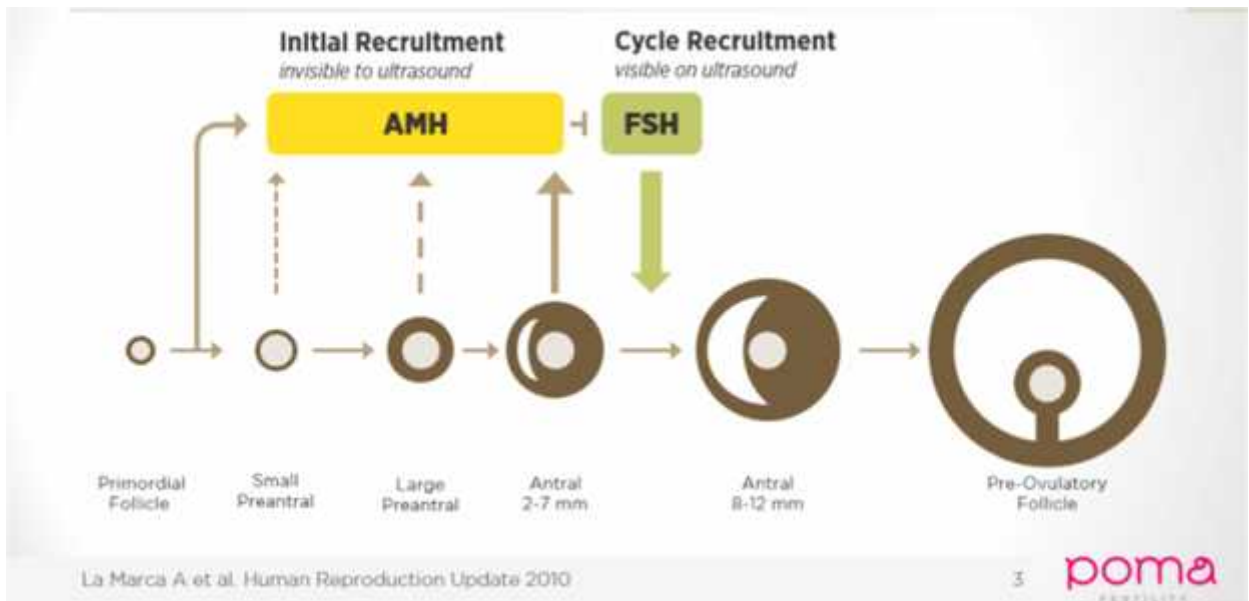 Initial Recruitment
invisible to ultrasound
Cycle Recruitment
visible on ultrasound
AMH
FSH
Primordial
Follicle
Small
Preantral
Large
Preantral
Antral
2-7 mm
Antral
8-12 mm
Pre-Ovulatory
Follicle
La Marca A et al. Human Reproduction Update 2010
3
poma
FERTILITY